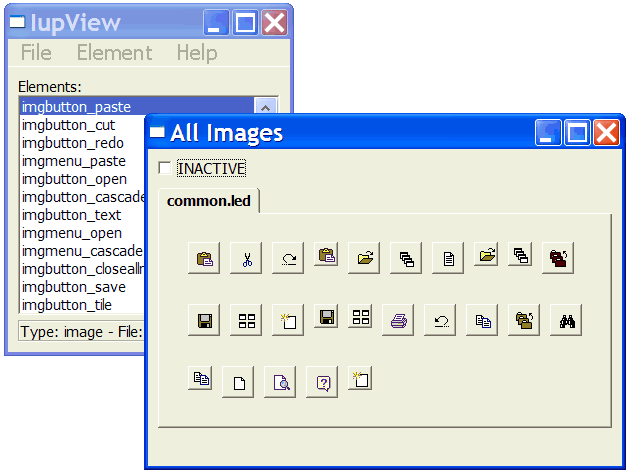 IupView
File Element Help
Elements:
imgbutton_paste
imgbutton_cut
imgbutton_redo
imgmenu_paste
imgbutton_open
imgbutton_cascade
imgbutton_text
imgmenu_open
imgmenu_cascade
imgbutton_closeall
imgbutton_save
imgbutton_tile
Type: image - File:
All Images
INACTIVE
common.led